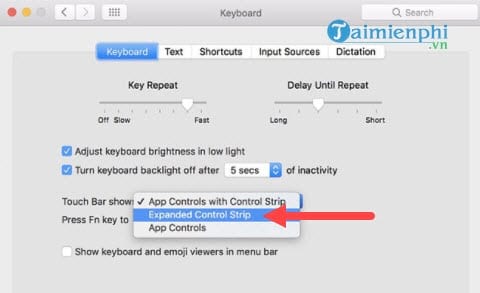 Keyboard
Search
Taimienphi
.vn
Keyboard Text Shortcuts Input Sources Dictation
Key Repeat Delay Until Repeat
Off Slow Fast Long Short
Adjust keyboard brightness in low light
Turn keyboard backlight off after 5 secs of inactivity
Touch Bar shows ✓ App Controls with Control Strip
Expanded Control Strip
Press Fn key to
App Controls
Show keyboard and emoji viewers in menu bar